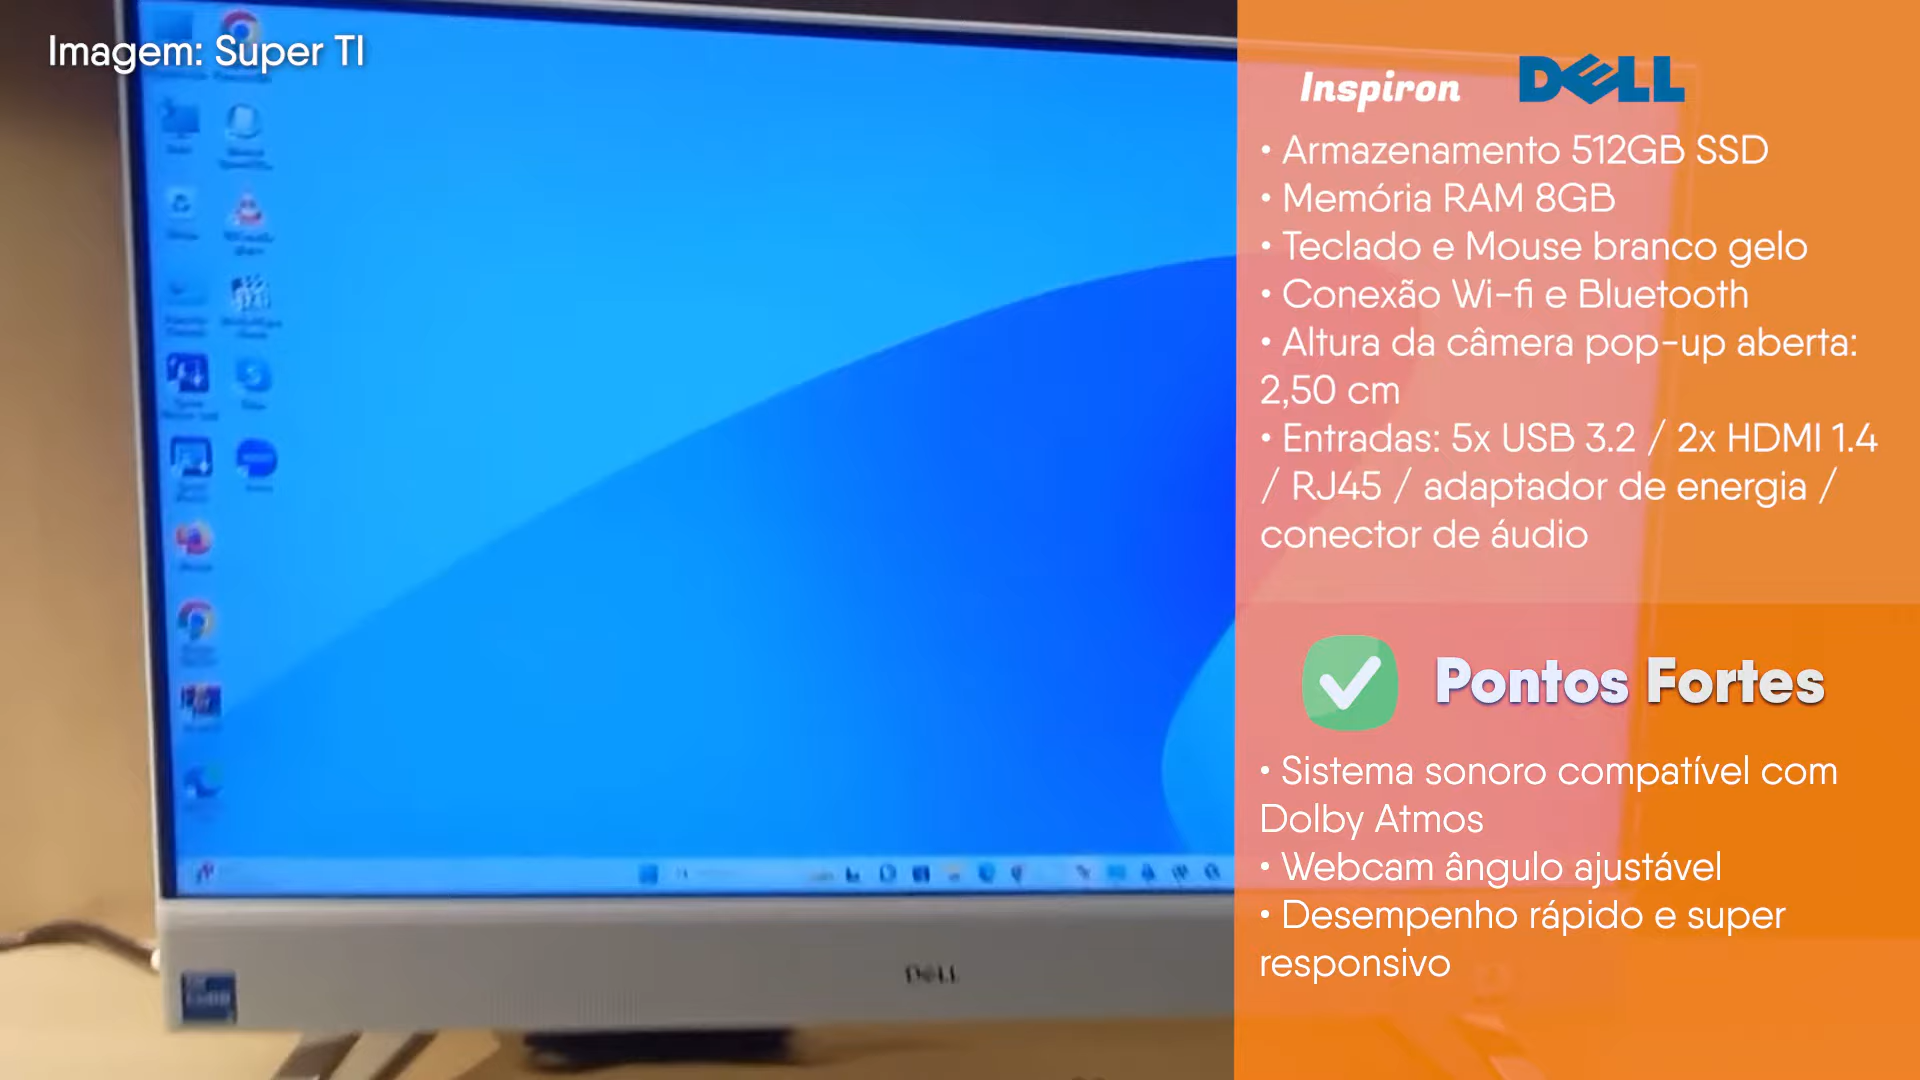 Imagem: Super TI
Inspiron DELL
• Armazenamento 512GB SSD
• Memória RAM 8GB
• Teclado e Mouse branco gelo
• Conexão Wi-fi e Bluetooth
• Altura da câmera pop-up aberta:
2,50 cm
• Entradas: 5x USB 3.2 / 2x HDMI 1.4
/ RJ45 / adaptador de energia /
conector de áudio
Pontos Fortes
• Sistema sonoro compatível com
Dolby Atmos
• Webcam ângulo ajustável
• Desempenho rápido e super
responsivo
DELL